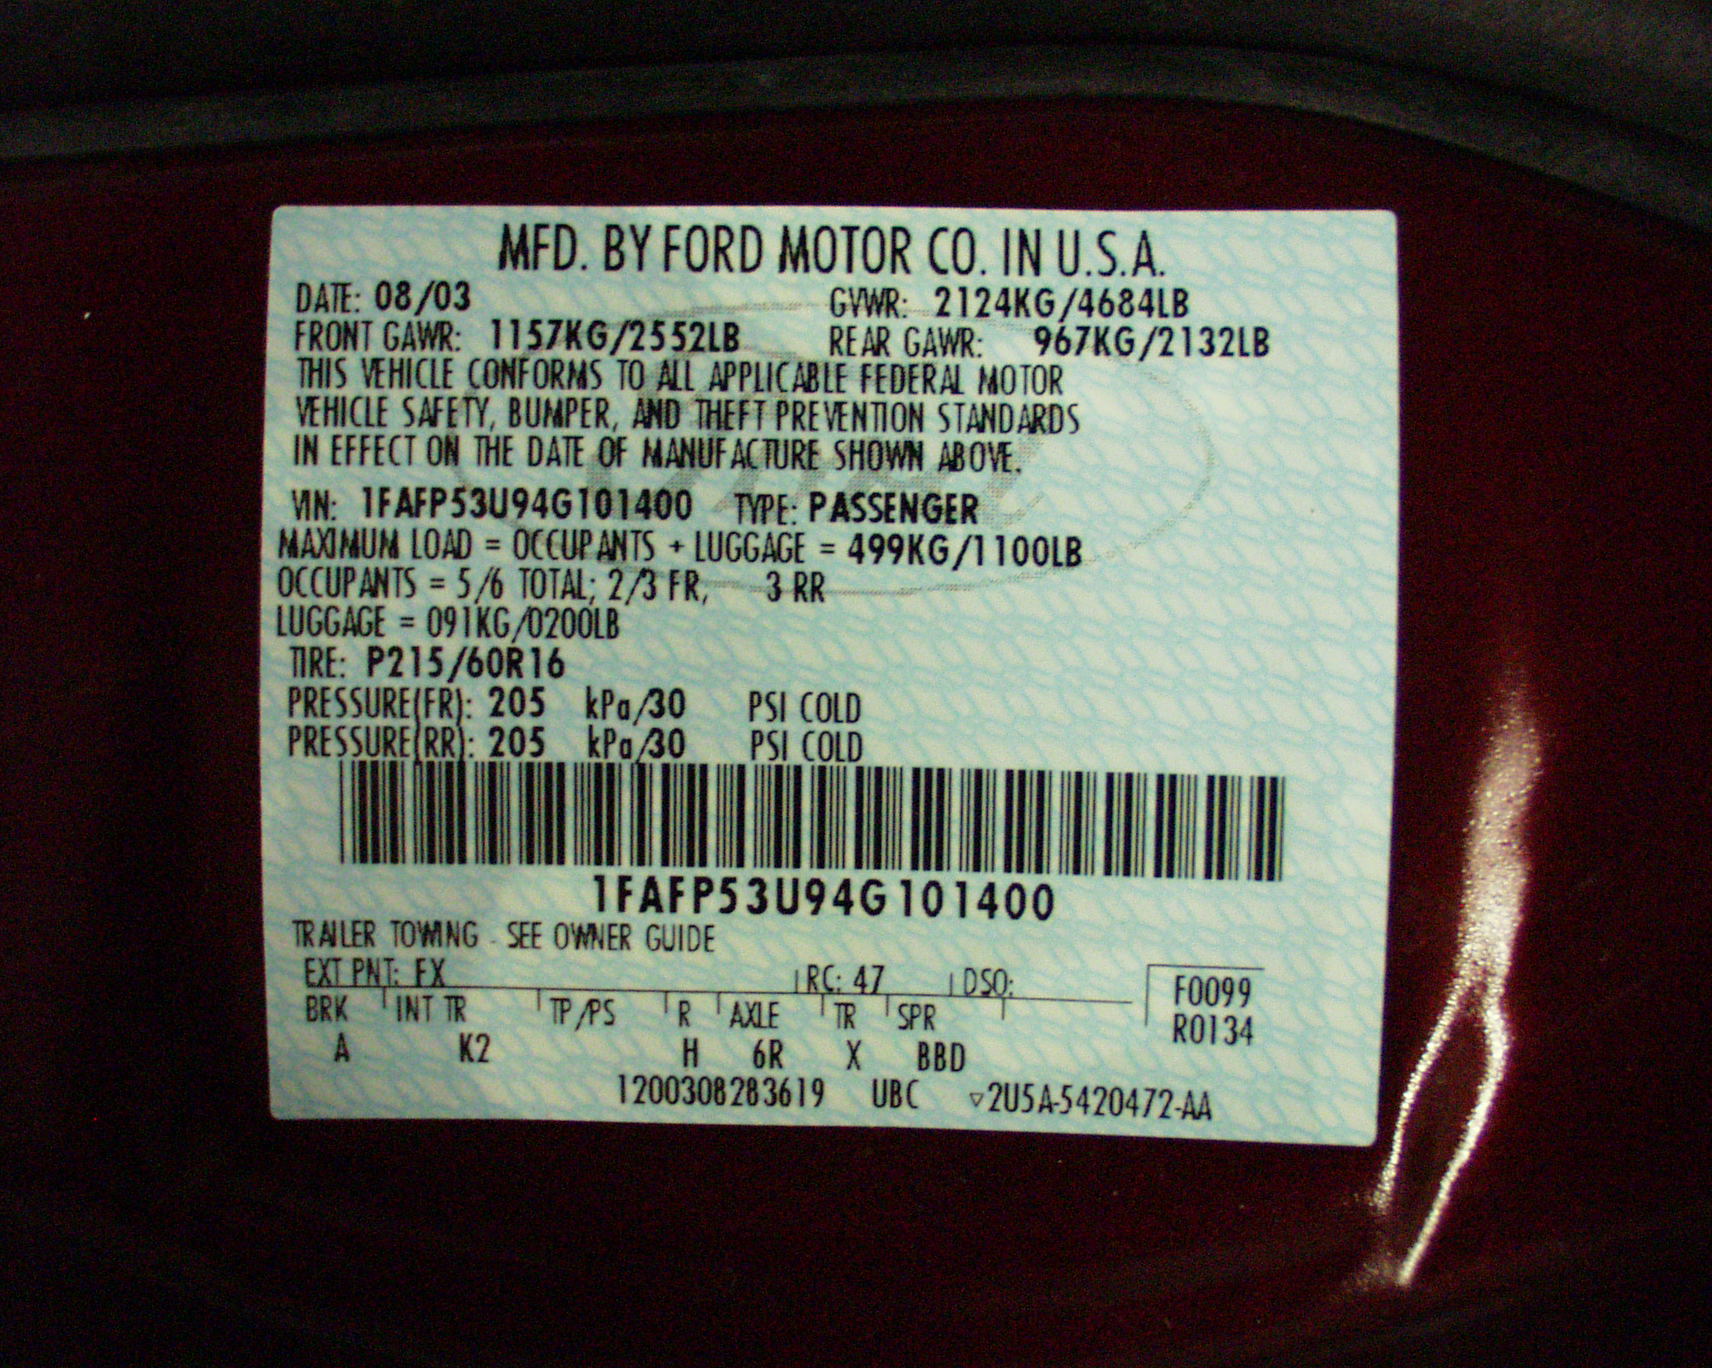 MFD. BY FORD MOTOR CO. IN U.S.A.
DATE: 08/03 GVWR: 2124KG/4684LB
FRONT GAWR: 1157KG/2552LB REAR GAWR: 967KG/2132LB
THIS VEHICLE CONFORMS TO ALL APPLICABLE FEDERAL MOTOR
VEHICLE SAFETY, BUMPER, AND THEFT PREVENTION STANDARDS
IN EFFECT ON THE DATE OF MANUFACTURE SHOWN ABOVE.
VIN: 1FAFP53U94G101400 TYPE: PASSENGER
MAXIMUM LOAD = OCCUPANTS + LUGGAGE = 499KG/1100LB
OCCUPANTS = 5/6 TOTAL; 2/3 FR, 3 RR
LUGGAGE = 091KG/0200LB
TIRE: P215/60R16
PRESSURE(FR): 205 kPa/30 PSI COLD
PRESSURE(RR): 205 kPa/30 PSI COLD
1FAFP53U94G101400
TRAILER TOWING - SEE OWNER GUIDE
EXT PNT: FX RC: 47 DSO: F0099
BRK INT TR TP/PS R AXLE TR SPR R0134
A K2 H 6R X BBD
1200308283619 UBC ▿2U5A-5420472-AA